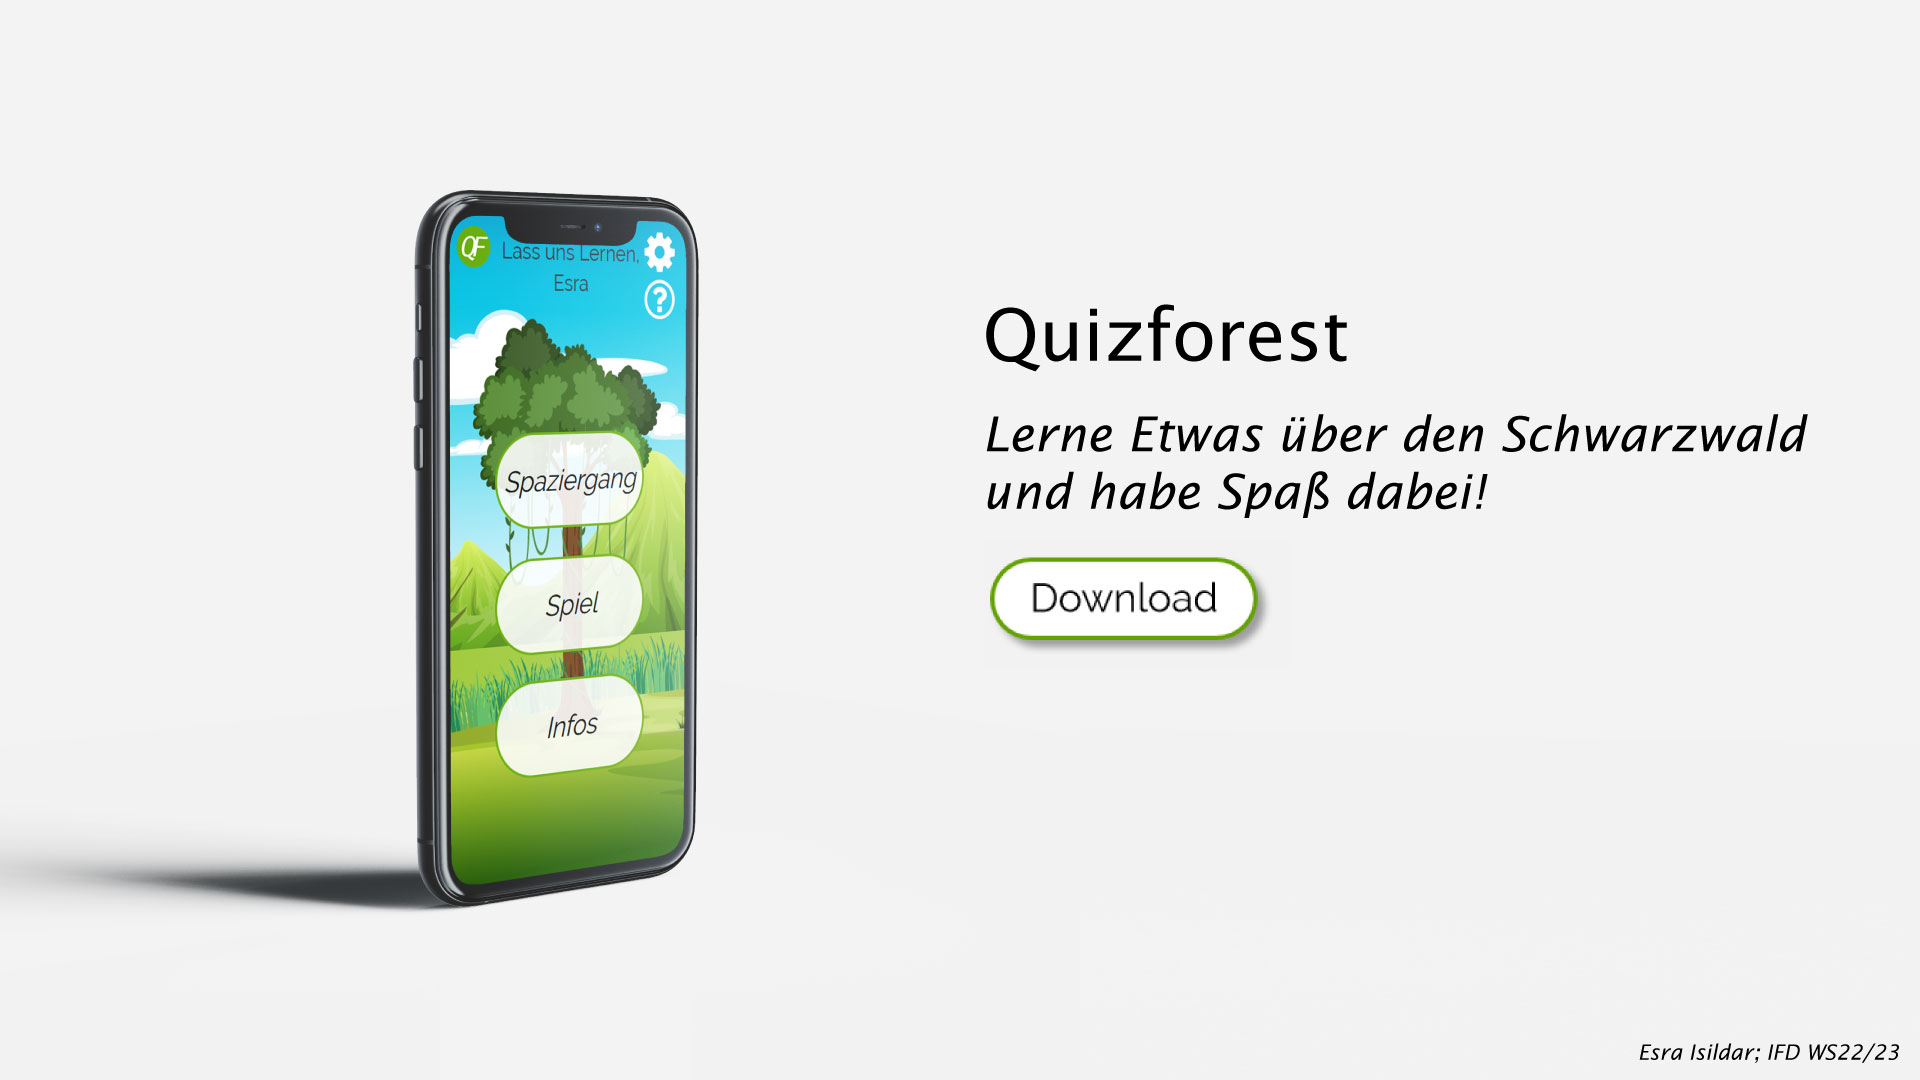 QF
Lass uns Lernen,
Esra
?
Spaziergang
Spiel
Infos
Quizforest
Lerne Etwas über den Schwarzwald
und habe Spaß dabei!
Download
Esra Isildar; IFD WS22/23